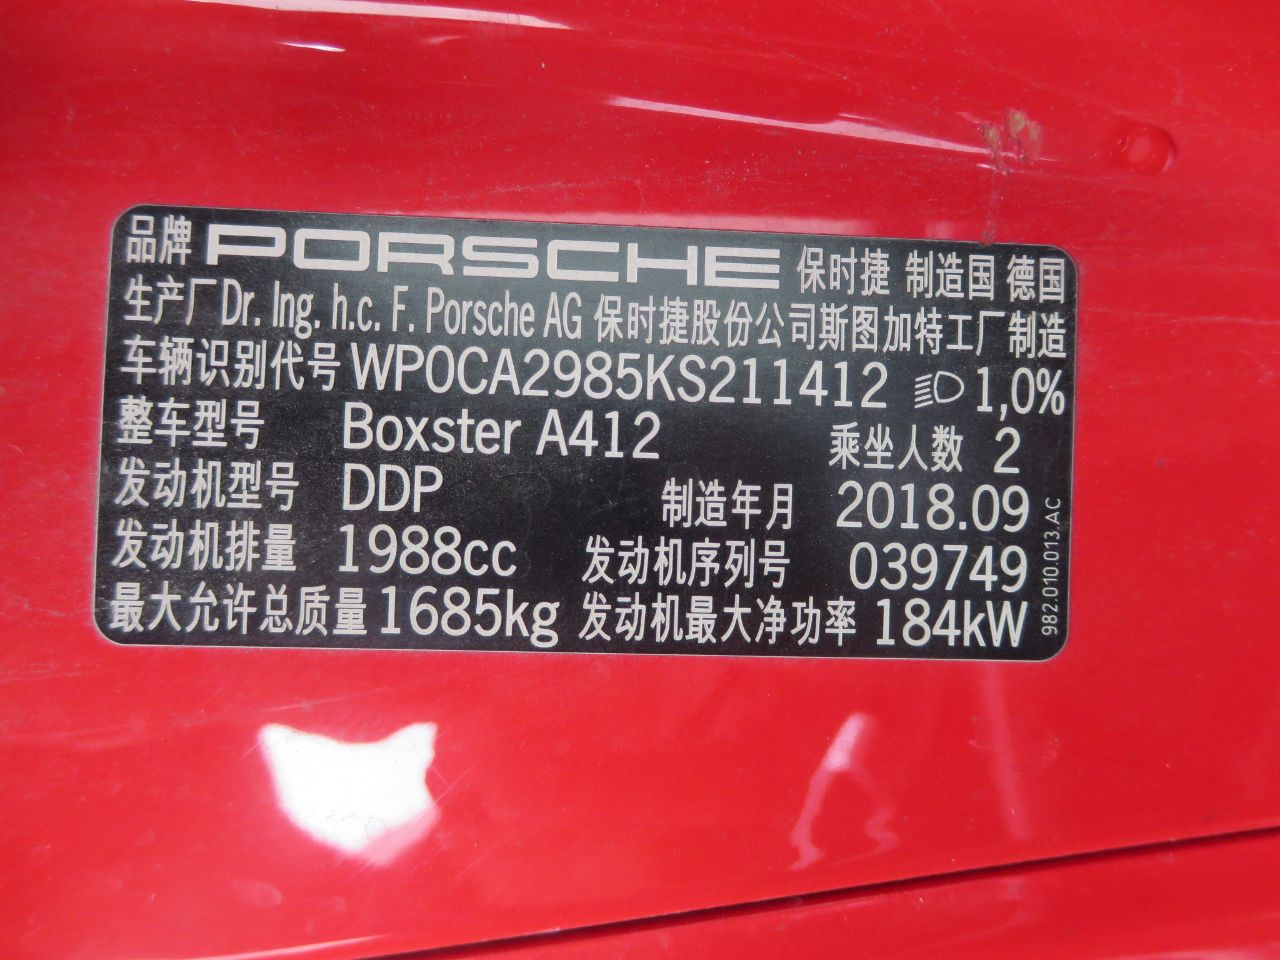 品牌 PORSCHE 保时捷 制造国 德国
生产厂 Dr. Ing. h.c. F. Porsche AG 保时捷股份公司斯图加特工厂 制造
车辆识别代号 WP0CA2985KS211412 1,0%
整车型号 Boxster A412 乘坐人数 2
发动机型号 DDP 制造年月 2018.09
发动机排量 1988cc 发动机序列号 039749
最大允许总质量 1685kg 发动机最大净功率 184kW
982.010.013.AC